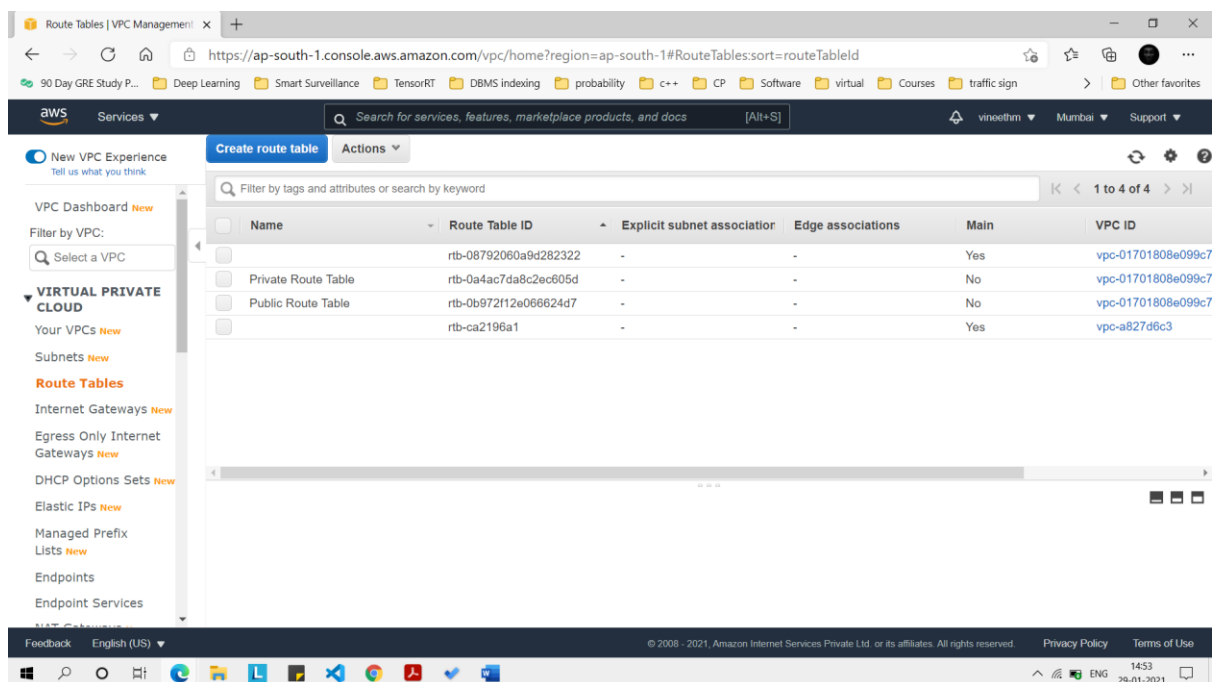 Route Tables | VPC Management
https://ap-south-1.console.aws.amazon.com/vpc/home?region=ap-south-1#RouteTables:sort=routeTableId
90 Day GRE Study P... Deep Learning Smart Surveillance TensorRT DBMS indexing probability c++ CP Software virtual Courses traffic sign Other favorites
aws Services Search for services, features, marketplace products, and docs [Alt+S] vineethm Mumbai Support
New VPC Experience
Tell us what you think
Create route table Actions
Filter by tags and attributes or search by keyword 1 to 4 of 4
VPC Dashboard New
Filter by VPC:
Select a VPC
VIRTUAL PRIVATE
CLOUD
Your VPCs New
Subnets New
Route Tables
Internet Gateways New
Egress Only Internet
Gateways New
DHCP Options Sets New
Elastic IPs New
Managed Prefix
Lists New
Endpoints
Endpoint Services
Name Route Table ID Explicit subnet association Edge associations Main VPC ID
rtb-08792060a9d282322 - - Yes vpc-01701808e099c7
Private Route Table rtb-0a4ac7da8c2ec605d - - No vpc-01701808e099c7
Public Route Table rtb-0b972f12e066624d7 - - No vpc-01701808e099c7
rtb-ca2196a1 - - Yes vpc-a827d6c3
Feedback English (US) © 2008 - 2021, Amazon Internet Services Private Ltd. or its affiliates. All rights reserved. Privacy Policy Terms of Use
ENG
14:53
29-01-2021